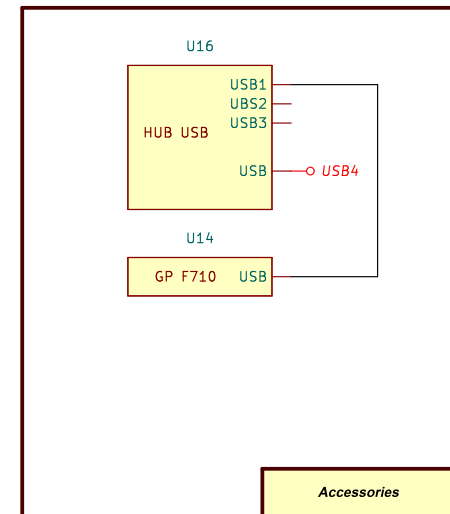 U16
USB1
UBS2
USB3
HUB USB
USB
USB4
U14
GP F710
USB
Accessories